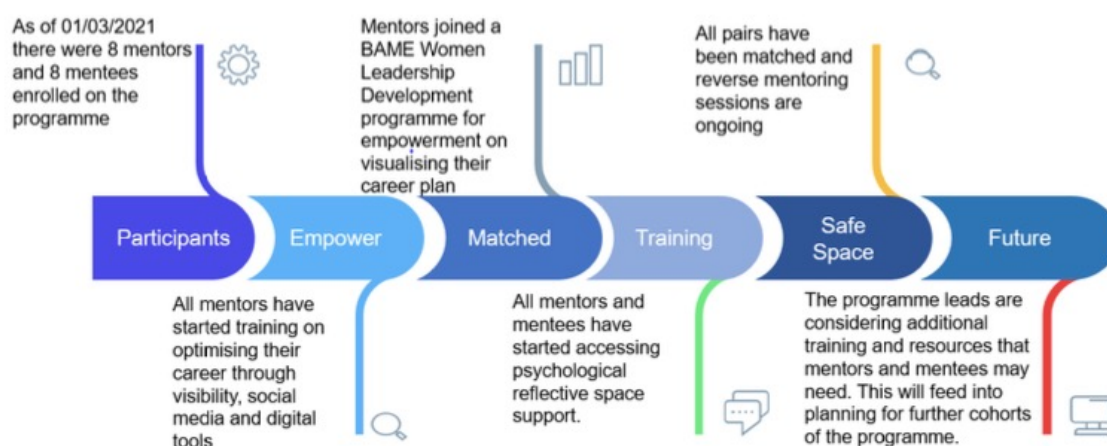 As of 01/03/2021
there were 8 mentors
and 8 mentees
enrolled on the
programme
Mentors joined a
BAME Women
Leadership
Development
programme for
empowerment on
visualising their
career plan
All pairs have
been matched and
reverse mentoring
sessions are
ongoing
Participants
Empower
Matched
Training
Safe
Space
Future
All mentors have
started training on
optimising their
career through
visibility, social
media and digital
tools
All mentors and
mentees have
started accessing
psychological
reflective space
support.
The programme leads are
considering additional
training and resources that
mentors and mentees may
need. This will feed into
planning for further cohorts
of the programme.